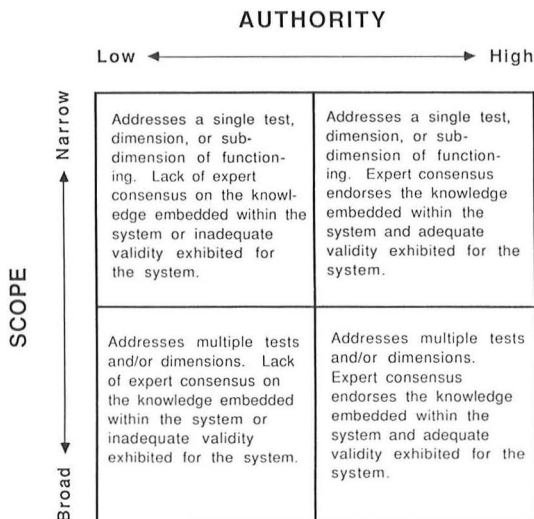 AUTHORITY
Low
High
Narrow
SCOPE
Broad
Addresses a single test,
dimension, or sub-
dimension of function-
ing. Lack of expert
consensus on the knowl-
edge embedded within the
system or inadequate
validity exhibited for
the system.
Addresses a single test,
dimension, or sub-
dimension of function-
ing. Expert consensus
endorses the knowledge
embedded within the
system and adequate
validity exhibited for the
system.
Addresses multiple tests
and/or dimensions. Lack
of expert consensus on
the knowledge embedded
within the system or
inadequate validity
exhibited for the system.
Addresses multiple tests
and/or dimensions.
Expert consensus
endorses the knowledge
embedded within the
system and adequate
validity exhibited for the
system.